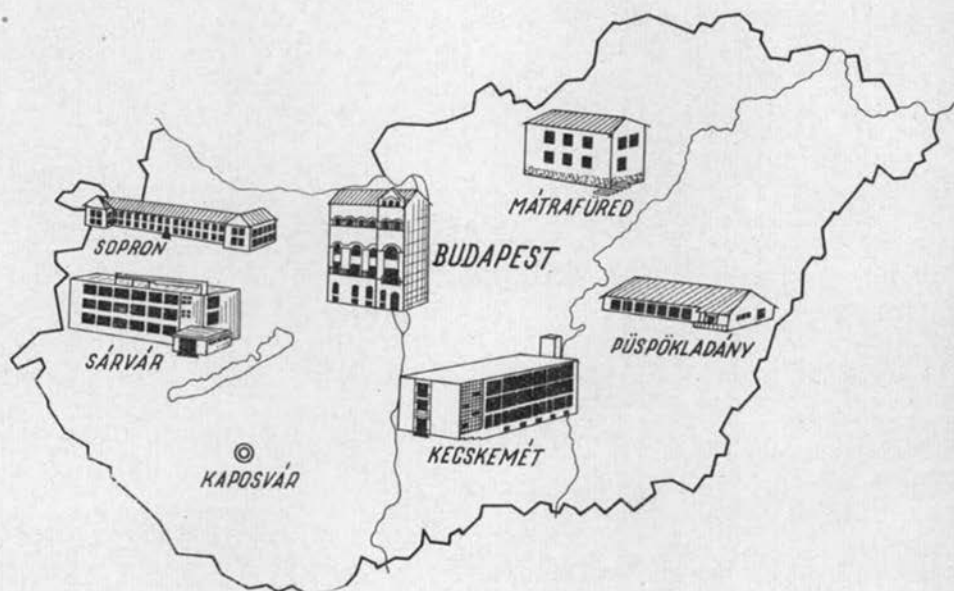 MÁTRAFÜRED
SOPRON
BUDAPEST
SÁRVÁR
PÜSPÖKLADÁNY
KECSKEMÉT
KAPOSVÁR